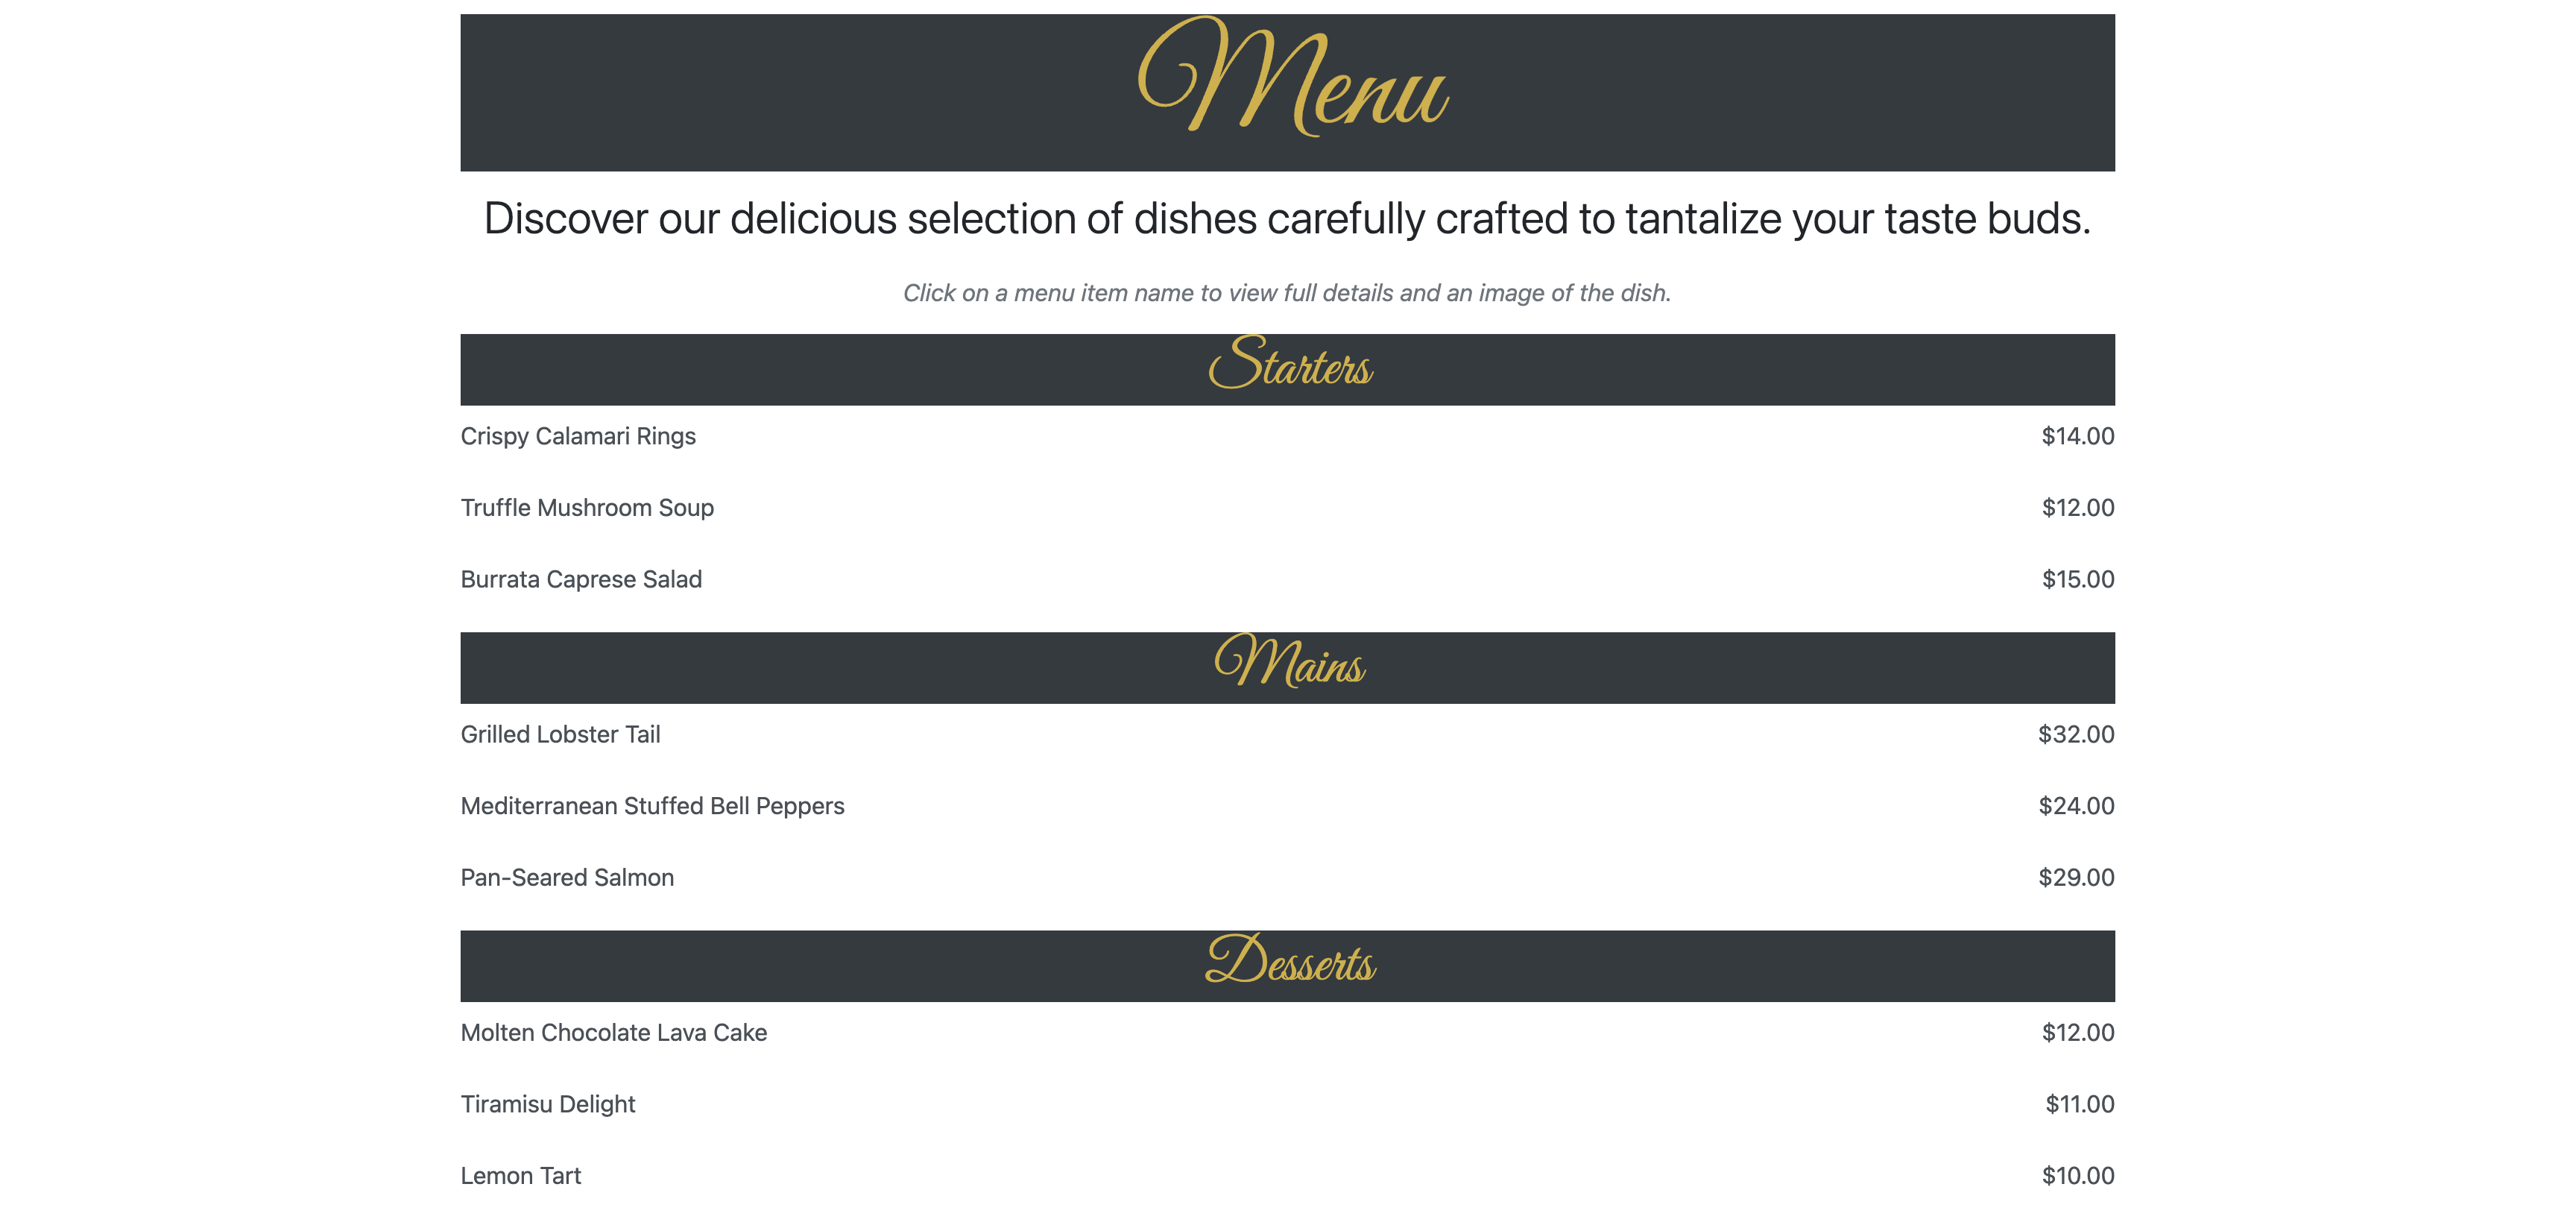 Menu
Discover our delicious selection of dishes carefully crafted to tantalize your taste buds.
Click on a menu item name to view full details and an image of the dish.
Starters
Crispy Calamari Rings $14.00
Truffle Mushroom Soup $12.00
Burrata Caprese Salad $15.00
Mains
Grilled Lobster Tail $32.00
Mediterranean Stuffed Bell Peppers $24.00
Pan-Seared Salmon $29.00
Desserts
Molten Chocolate Lava Cake $12.00
Tiramisu Delight $11.00
Lemon Tart $10.00